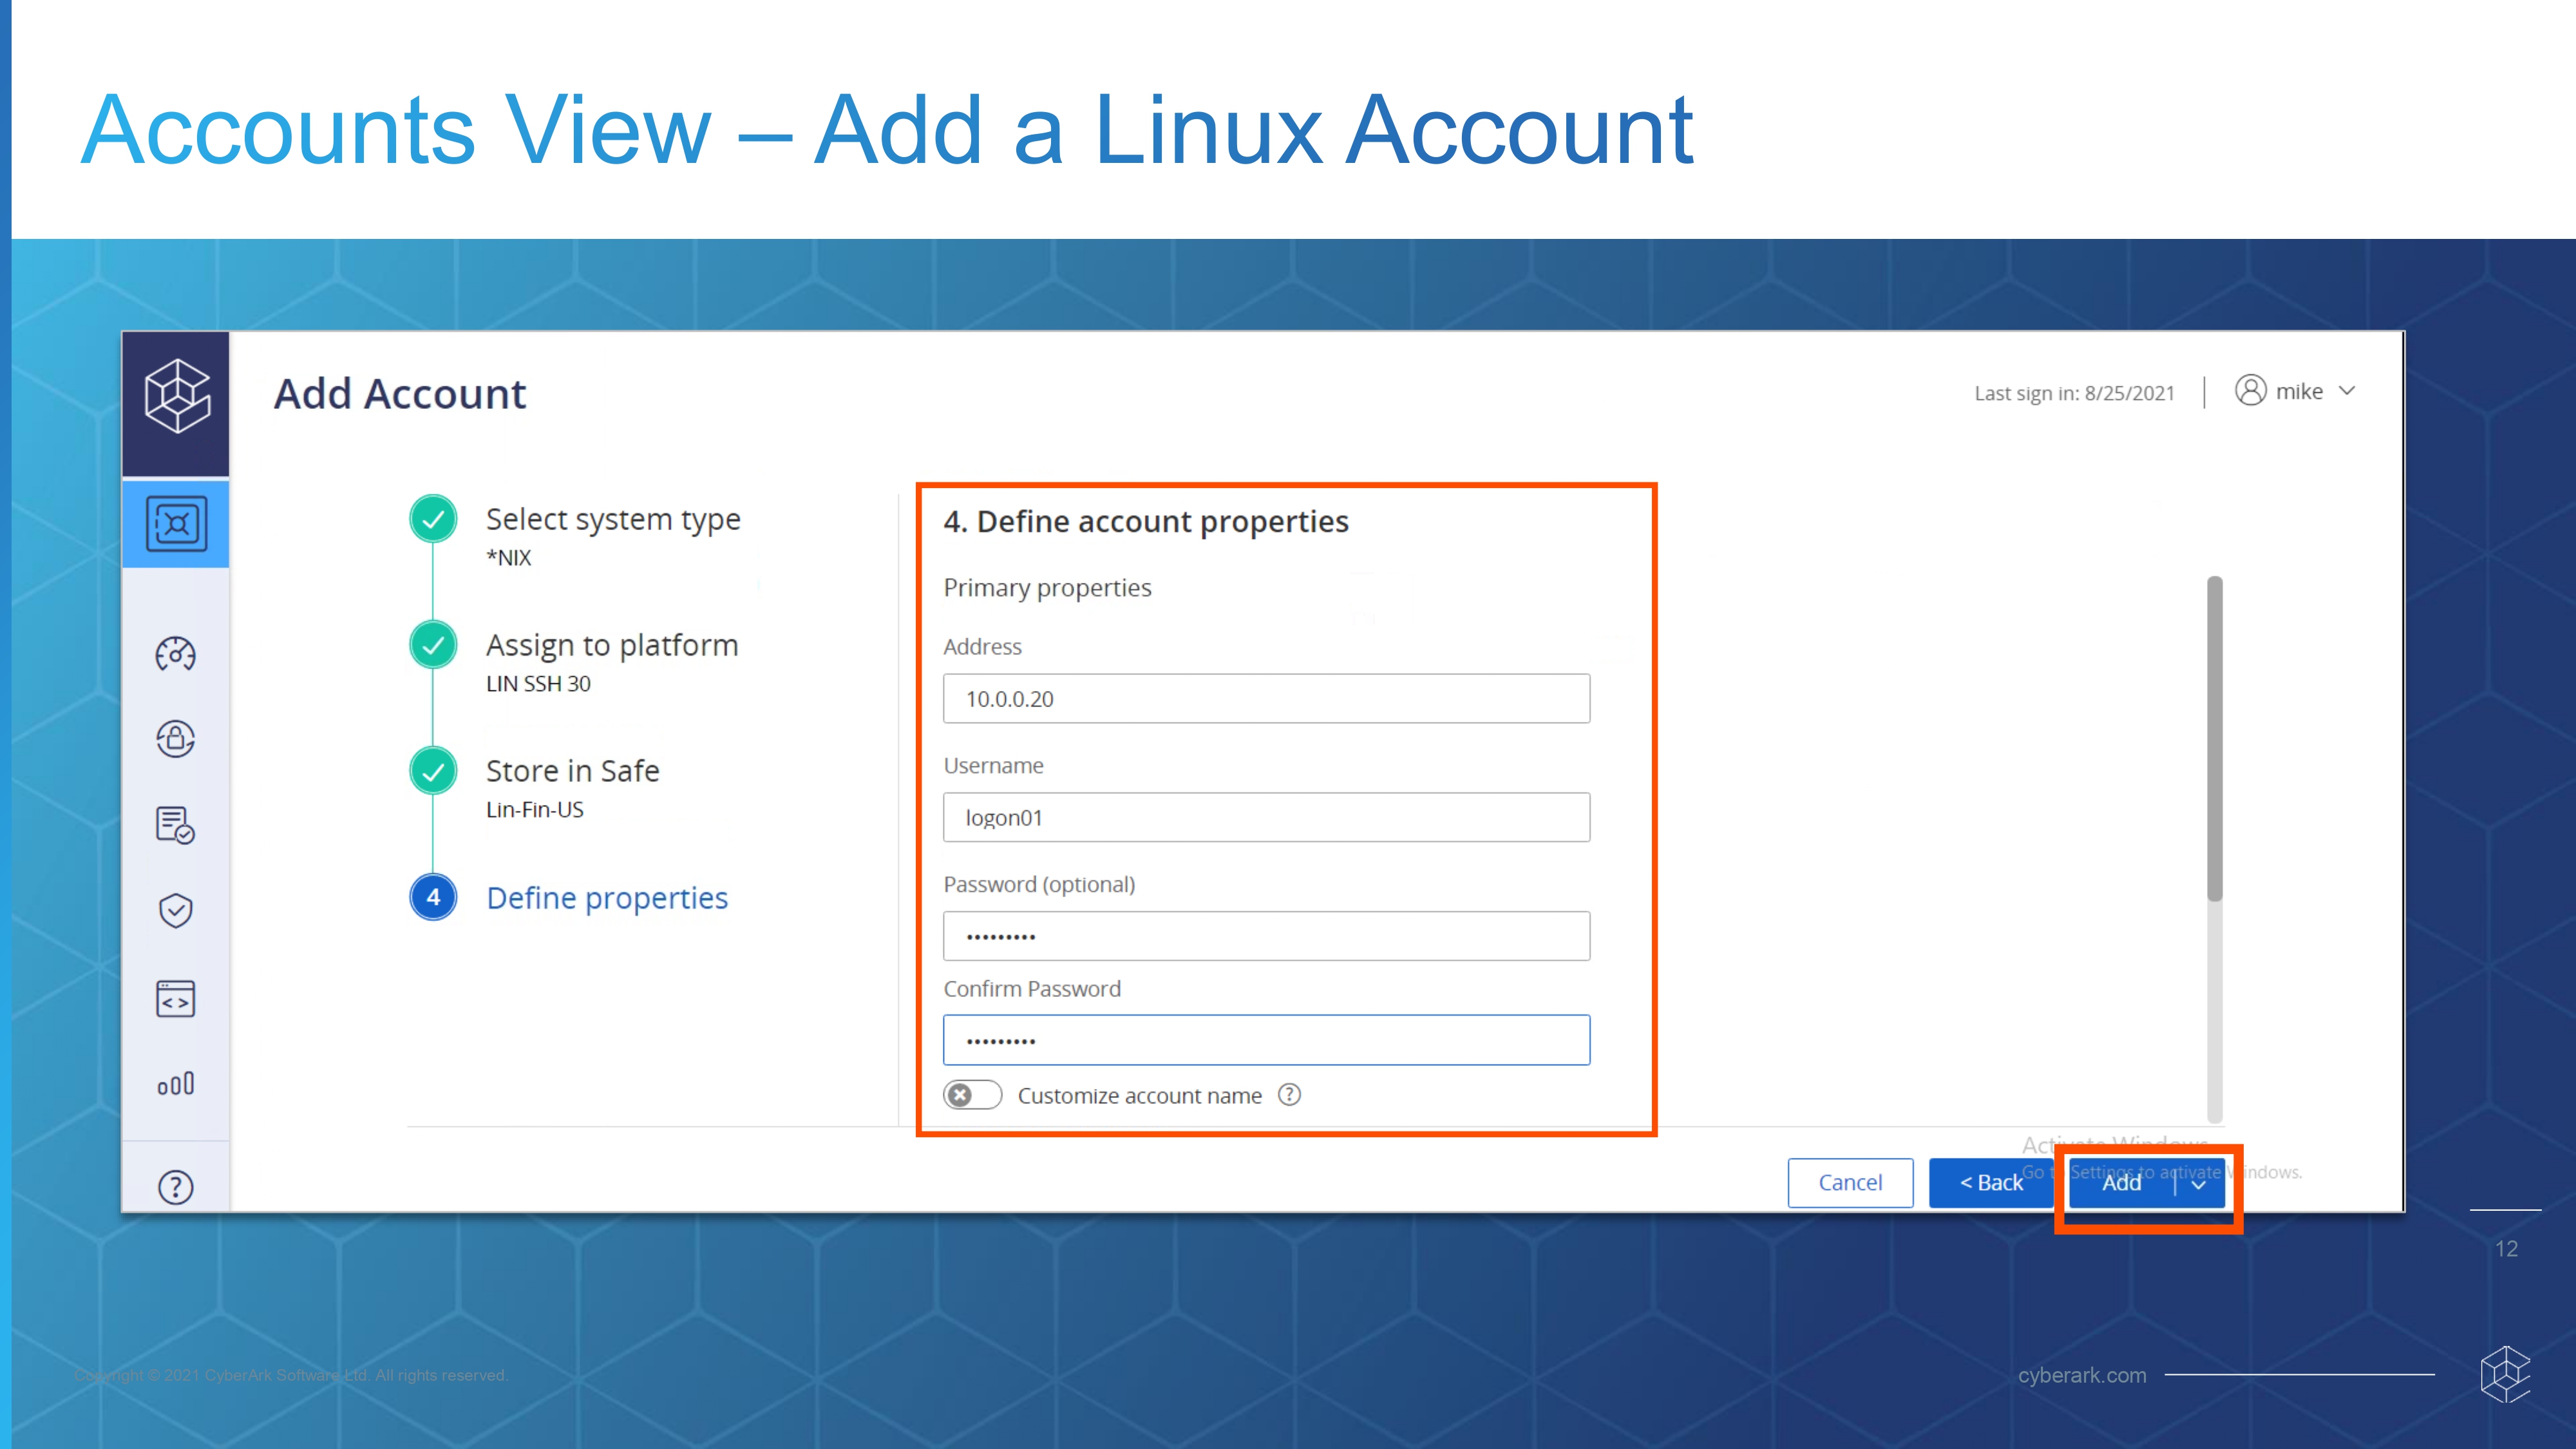 Accounts View – Add a Linux Account
Add Account
Last sign in: 8/25/2021
mike
Select system type
*NIX
Assign to platform
LIN SSH 30
Store in Safe
Lin-Fin-US
4
Define properties
4. Define account properties
Primary properties
Address
10.0.0.20
Username
logon01
Password (optional)
•••••••••
Confirm Password
•••••••••
Customize account name ?
Activate Windows
Go to Settings to activate Windows.
Cancel
< Back
Add
?
12
Copyright © 2021 CyberArk Software Ltd. All rights reserved.
cyberark.com